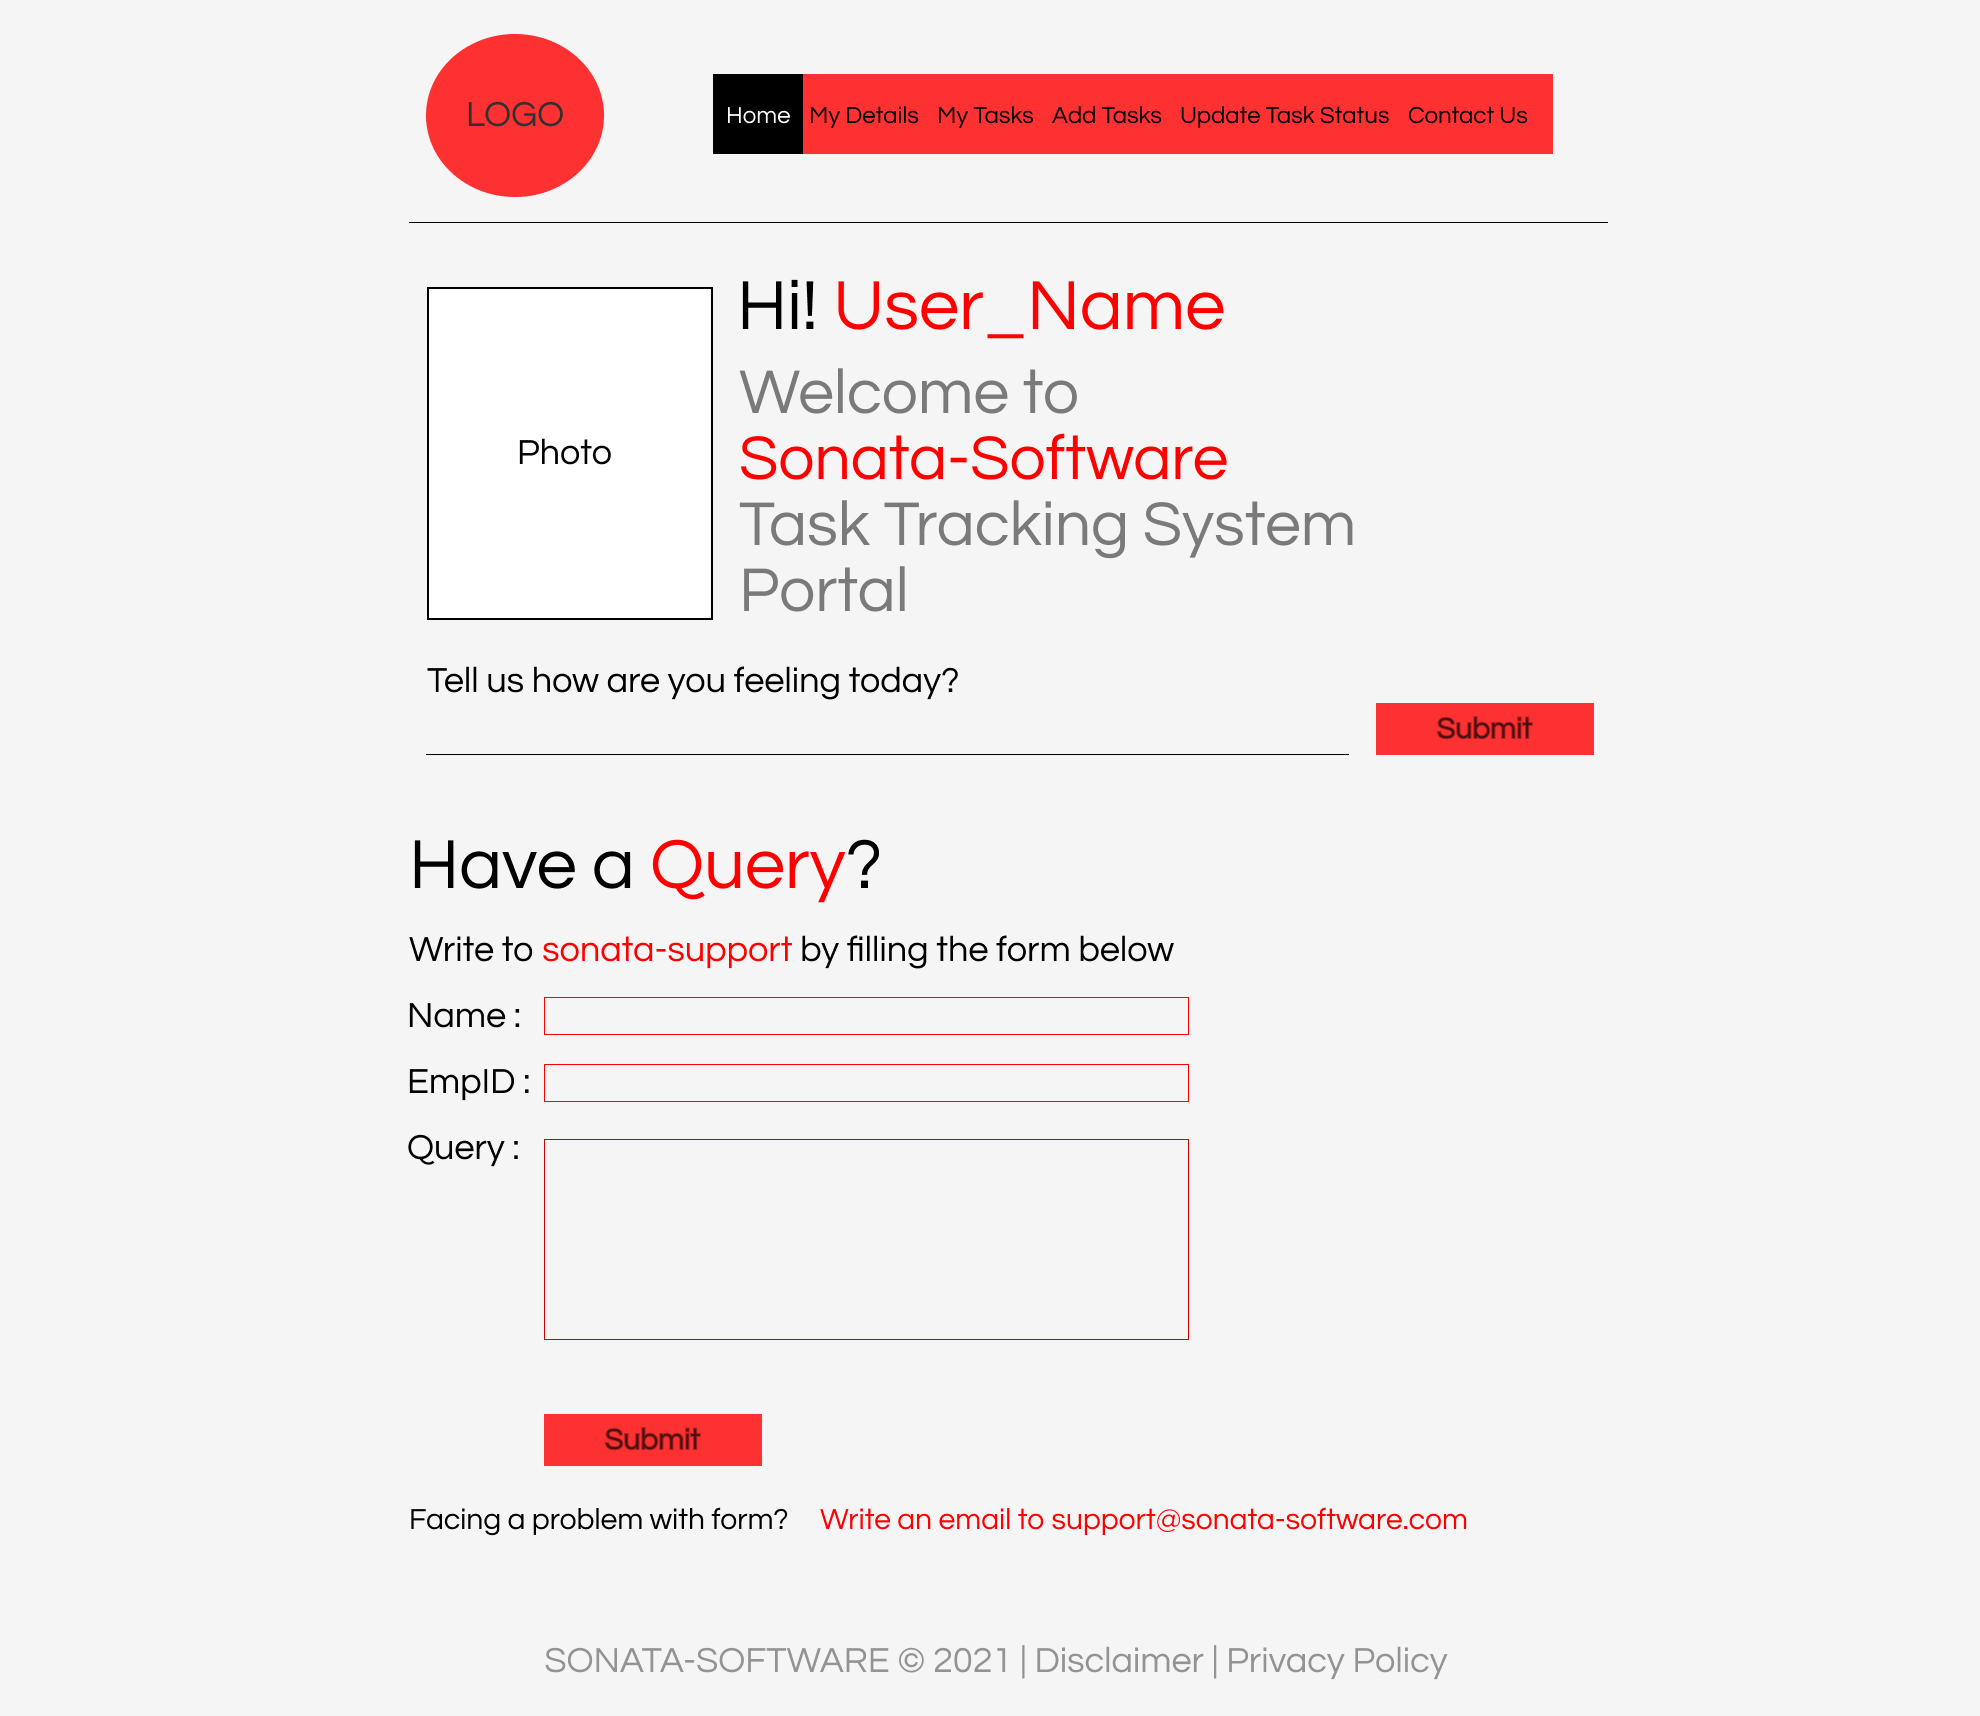 LOGO
Home My Details My Tasks Add Tasks Update Task Status Contact Us
Photo
Hi! User_Name
Welcome to
Sonata-Software
Task Tracking System
Portal
Tell us how are you feeling today?
Submit
Have a Query?
Write to sonata-support by filling the form below
Name :
EmpID :
Query :
Submit
Facing a problem with form? Write an email to support@sonata-software.com
SONATA-SOFTWARE © 2021 | Disclaimer | Privacy Policy